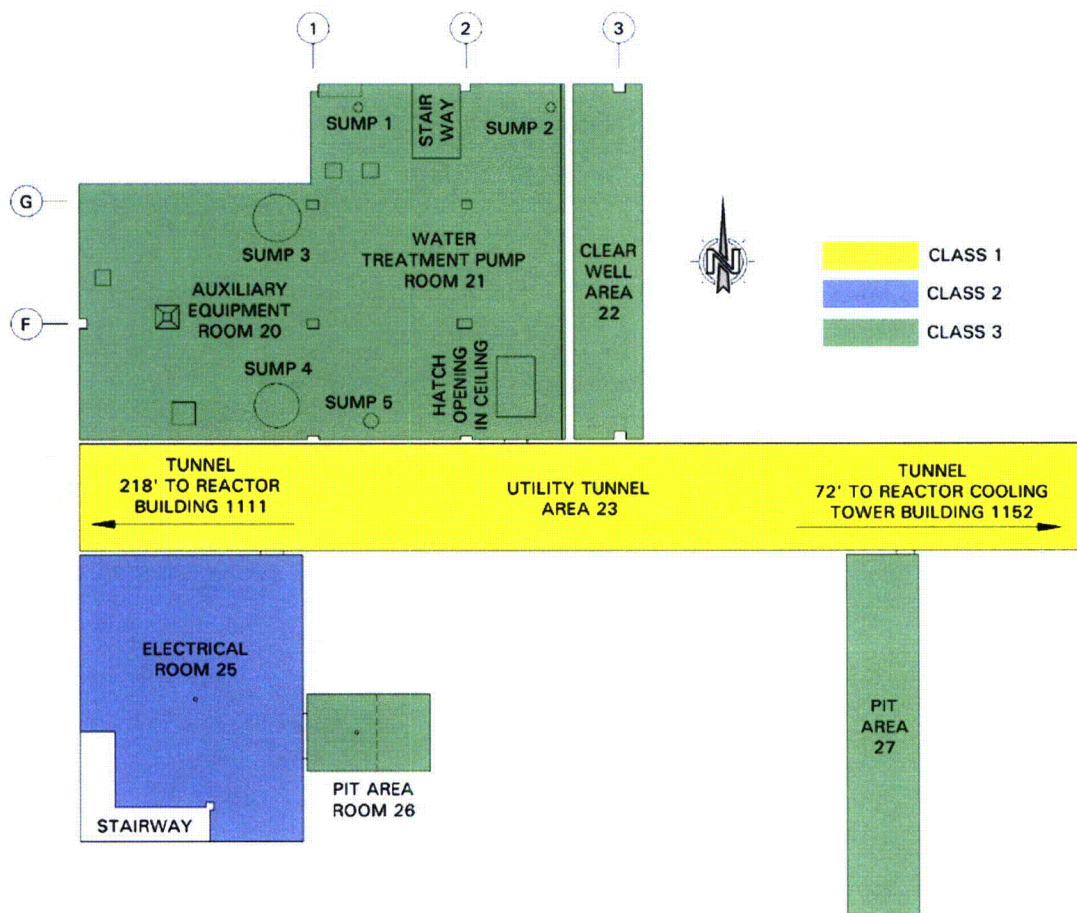 1
2
3
SUMP 1
STAIR
WAY
SUMP 2
G
SUMP 3
WATER
TREATMENT PUMP
ROOM 21
CLEAR
WELL
AREA
22
N
CLASS 1
CLASS 2
CLASS 3
AUXILIARY
EQUIPMENT
ROOM 20
F
SUMP 4
SUMP 5
HATCH
OPENING
IN CEILING
TUNNEL
218' TO REACTOR
BUILDING 1111
UTILITY TUNNEL
AREA 23
TUNNEL
72' TO REACTOR COOLING
TOWER BUILDING 1152
ELECTRICAL
ROOM 25
PIT
AREA
27
PIT AREA
ROOM 26
STAIRWAY